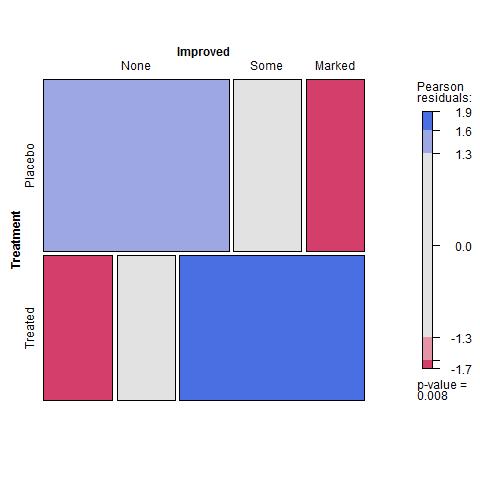 Improved
None Some Marked
Treatment
Placebo
Treated
Pearson
residuals:
1.9
1.6
1.3
0.0
-1.3
-1.7
p-value =
0.008